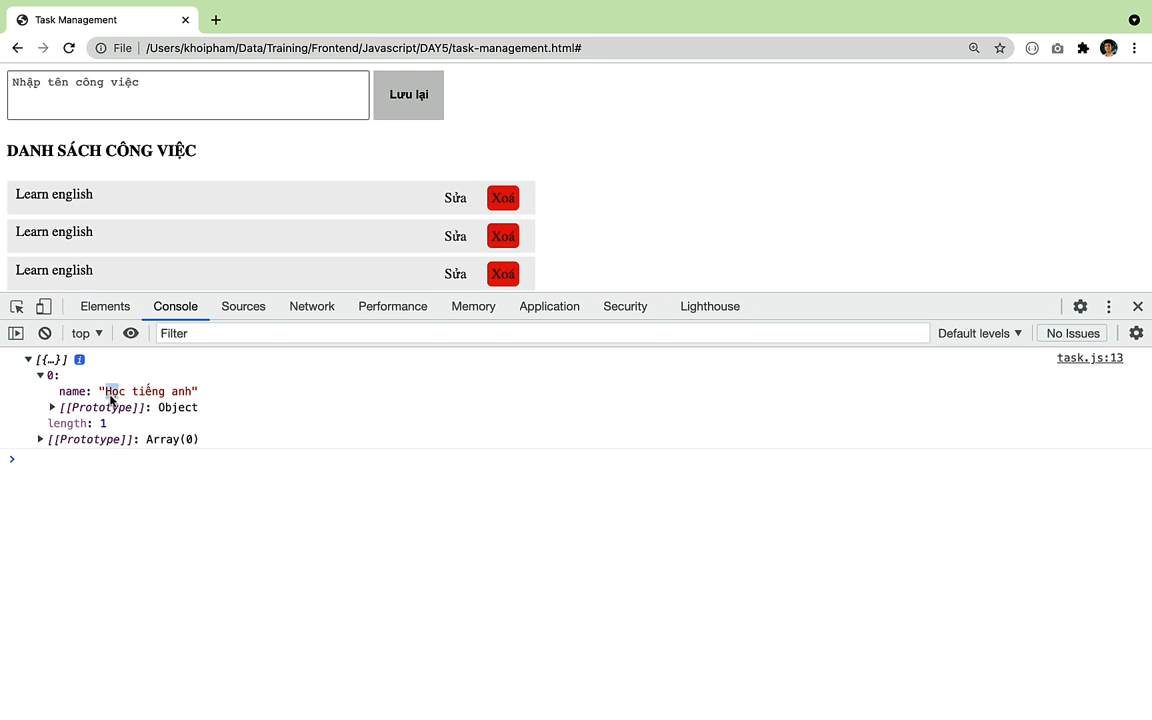 Task Management
File /Users/khoipham/Data/Training/Frontend/Javascript/DAY5/task-management.html#
Nhập tên công việc
Lưu lại
DANH SÁCH CÔNG VIỆC
Learn english Sửa Xoá
Learn english Sửa Xoá
Learn english Sửa Xoá
Elements Console Sources Network Performance Memory Application Security Lighthouse
top Filter Default levels No Issues
[{…}] task.js:13
0:
name: "Học tiếng anh"
[[Prototype]]: Object
length: 1
[[Prototype]]: Array(0)